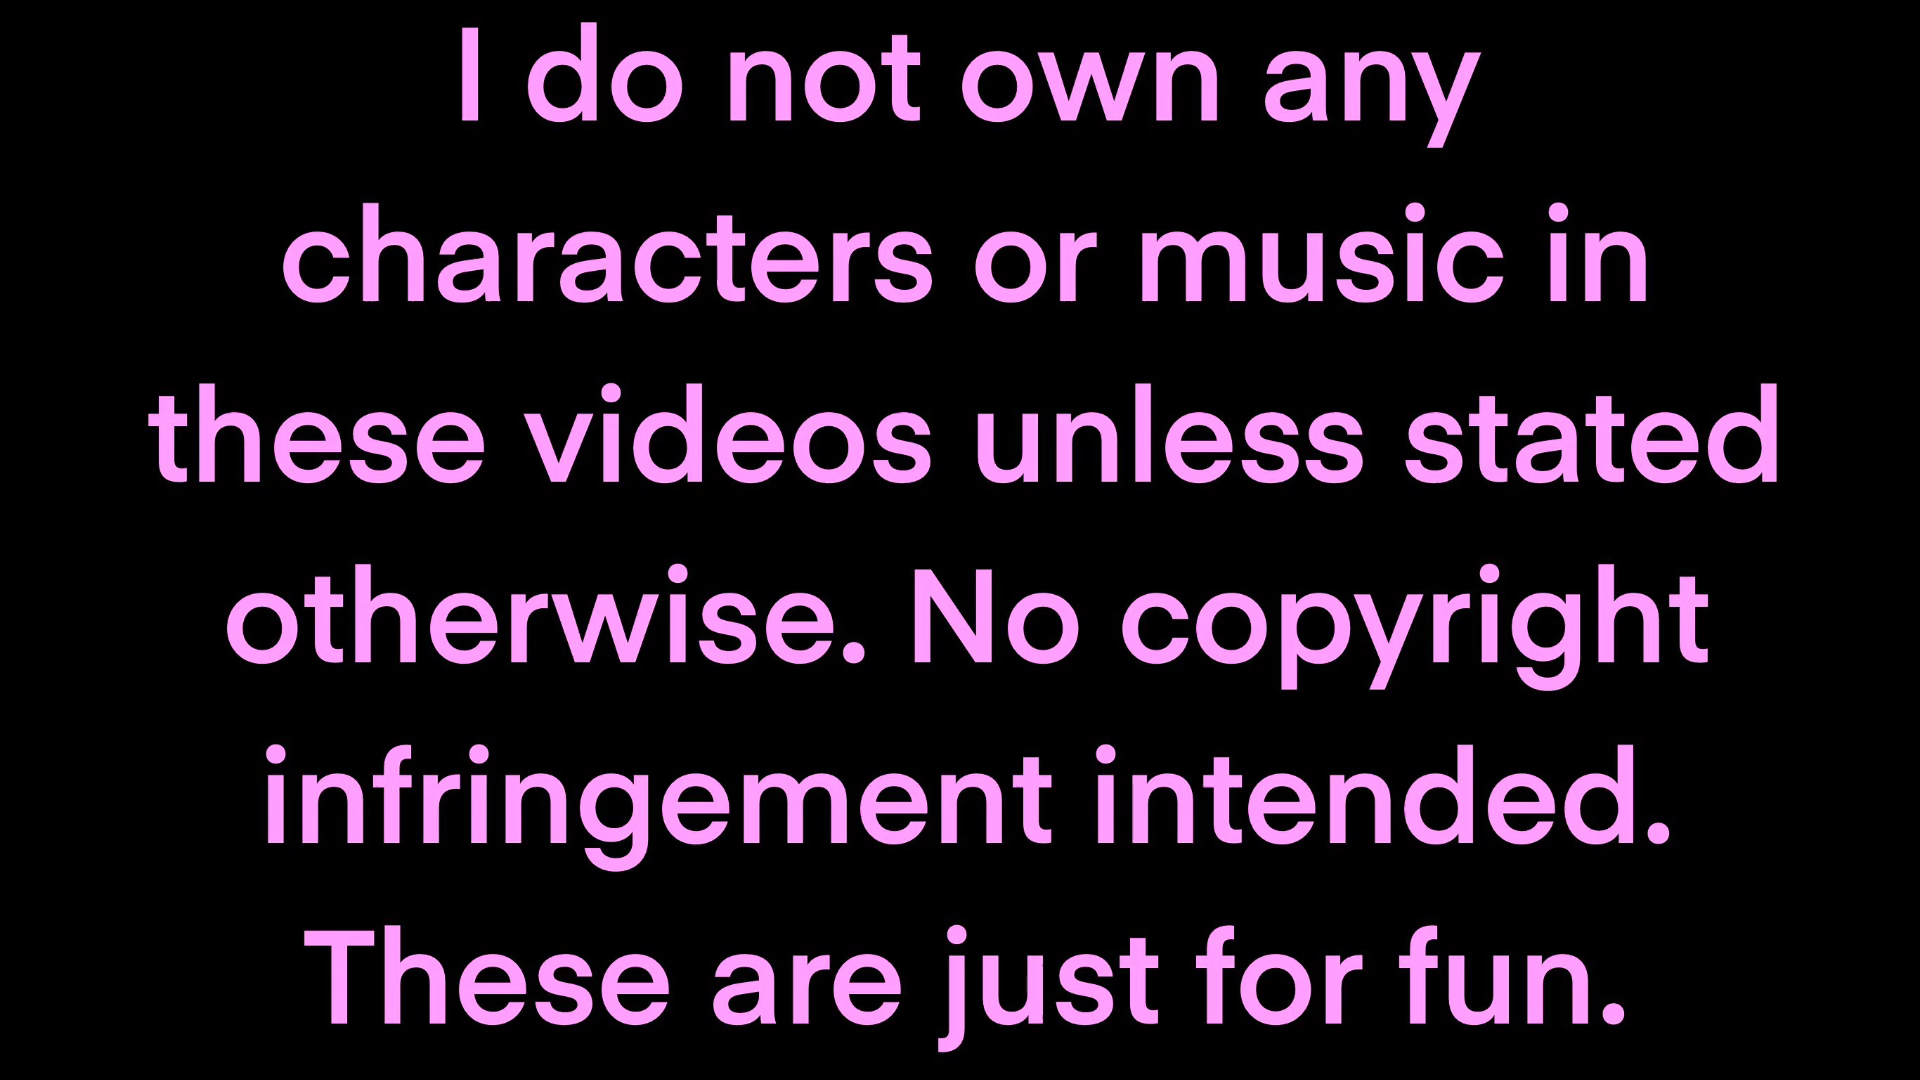 I do not own any
characters or music in
these videos unless stated
otherwise. No copyright
infringement intended.
These are just for fun.